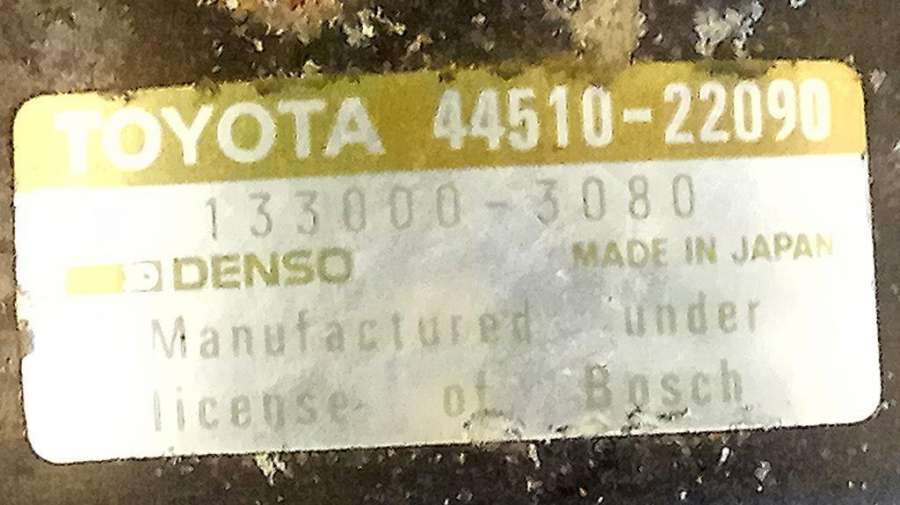 TOYOTA 44510-22090
133000-3080
DENSO MADE IN JAPAN
Manufactured under
license of Bosch